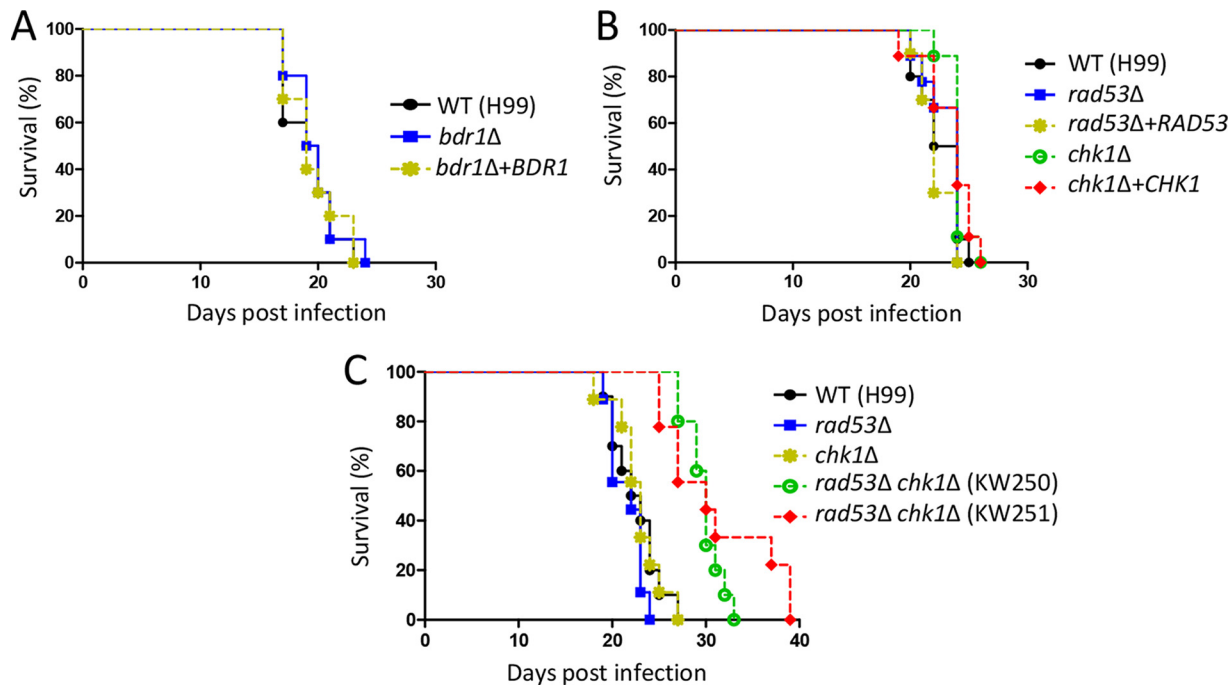 A
100
80
60
40
20
0
Survival (%)
0 10 20 30
Days post infection
WT (H99)
bdr1Δ
bdr1Δ+BDR1
B
100
80
60
40
20
0
Survival (%)
0 10 20 30
Days post infection
WT (H99)
rad53Δ
rad53Δ+RAD53
chk1Δ
chk1Δ+CHK1
C
100
80
60
40
20
0
Survival (%)
0 10 20 30 40
Days post infection
WT (H99)
rad53Δ
chk1Δ
rad53Δ chk1Δ (KW250)
rad53Δ chk1Δ (KW251)